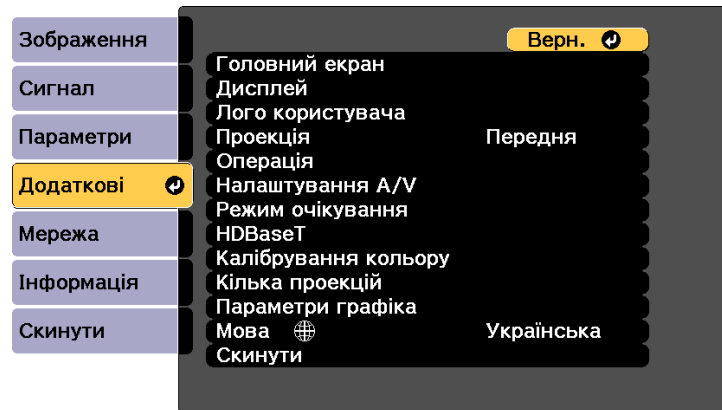 Зображення
Сигнал
Параметри
Додаткові
Мережа
Інформація
Скинути
Верн.
Головний екран
Дисплей
Лого користувача
Проекція Передня
Операція
Налаштування A/V
Режим очікування
HDBaseT
Калібрування кольору
Кілька проекцій
Параметри графіка
Мова Українська
Скинути